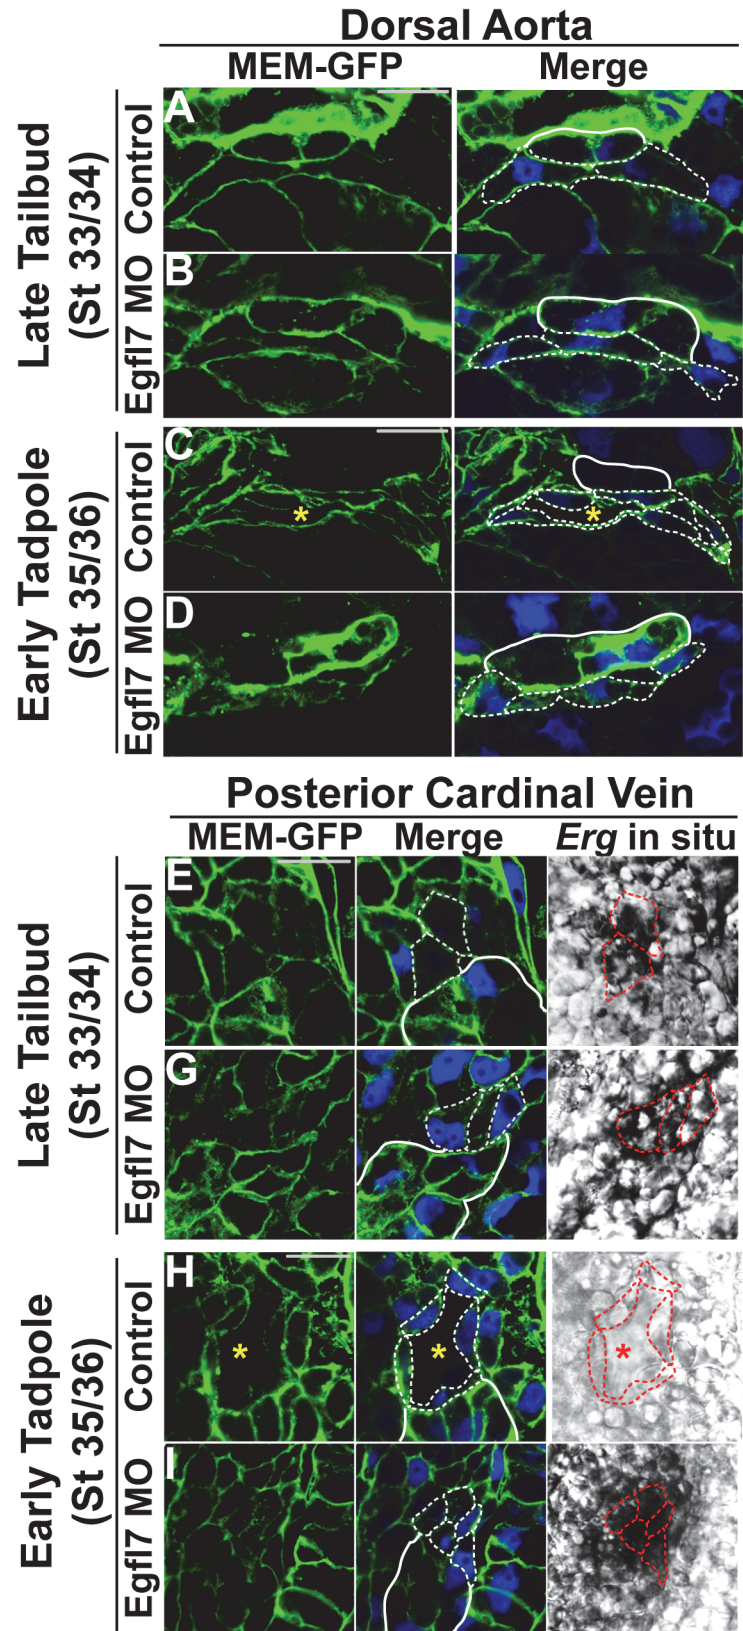 Dorsal Aorta
MEM-GFP Merge
Late Tailbud
(St 33/34)
Control
A
Egfl7 MO
B
Early Tadpole
(St 35/36)
Control
C
*
*
Egfl7 MO
D
Posterior Cardinal Vein
MEM-GFP Merge Erg in situ
Late Tailbud
(St 33/34)
Control
E
Egfl7 MO
G
Early Tadpole
(St 35/36)
Control
H
*
*
*
Egfl7 MO
I